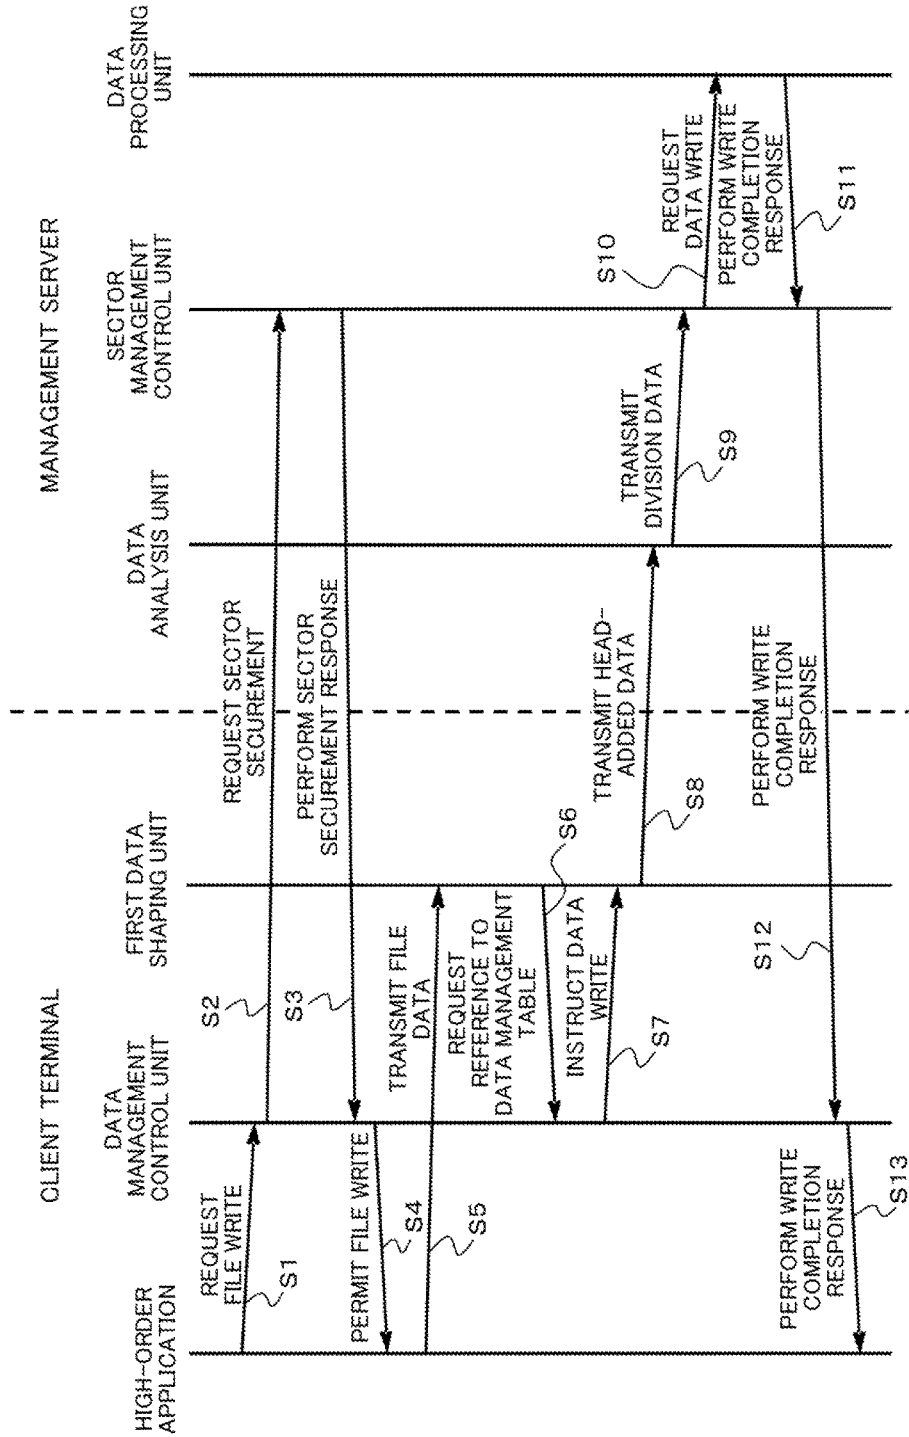 CLIENT TERMINAL
MANAGEMENT SERVER
HIGH-ORDER
APPLICATION
DATA
MANAGEMENT
CONTROL UNIT
FIRST DATA
SHAPING UNIT
DATA
ANALYSIS UNIT
SECTOR
MANAGEMENT
CONTROL UNIT
DATA
PROCESSING
UNIT
REQUEST
FILE WRITE
S1
S2
REQUEST SECTOR
SECUREMENT
S3
PERFORM SECTOR
SECUREMENT RESPONSE
PERMIT FILE WRITE
S4
TRANSMIT FILE
DATA
S5
REQUEST
REFERENCE TO
DATA MANAGEMENT
TABLE
S6
INSTRUCT DATA
WRITE
S7
TRANSMIT HEAD-
ADDED DATA
S8
TRANSMIT
DIVISION DATA
S9
REQUEST
DATA WRITE
S10
PERFORM WRITE
COMPLETION
RESPONSE
S11
PERFORM WRITE
COMPLETION
RESPONSE
S12
PERFORM WRITE
COMPLETION
RESPONSE
S13